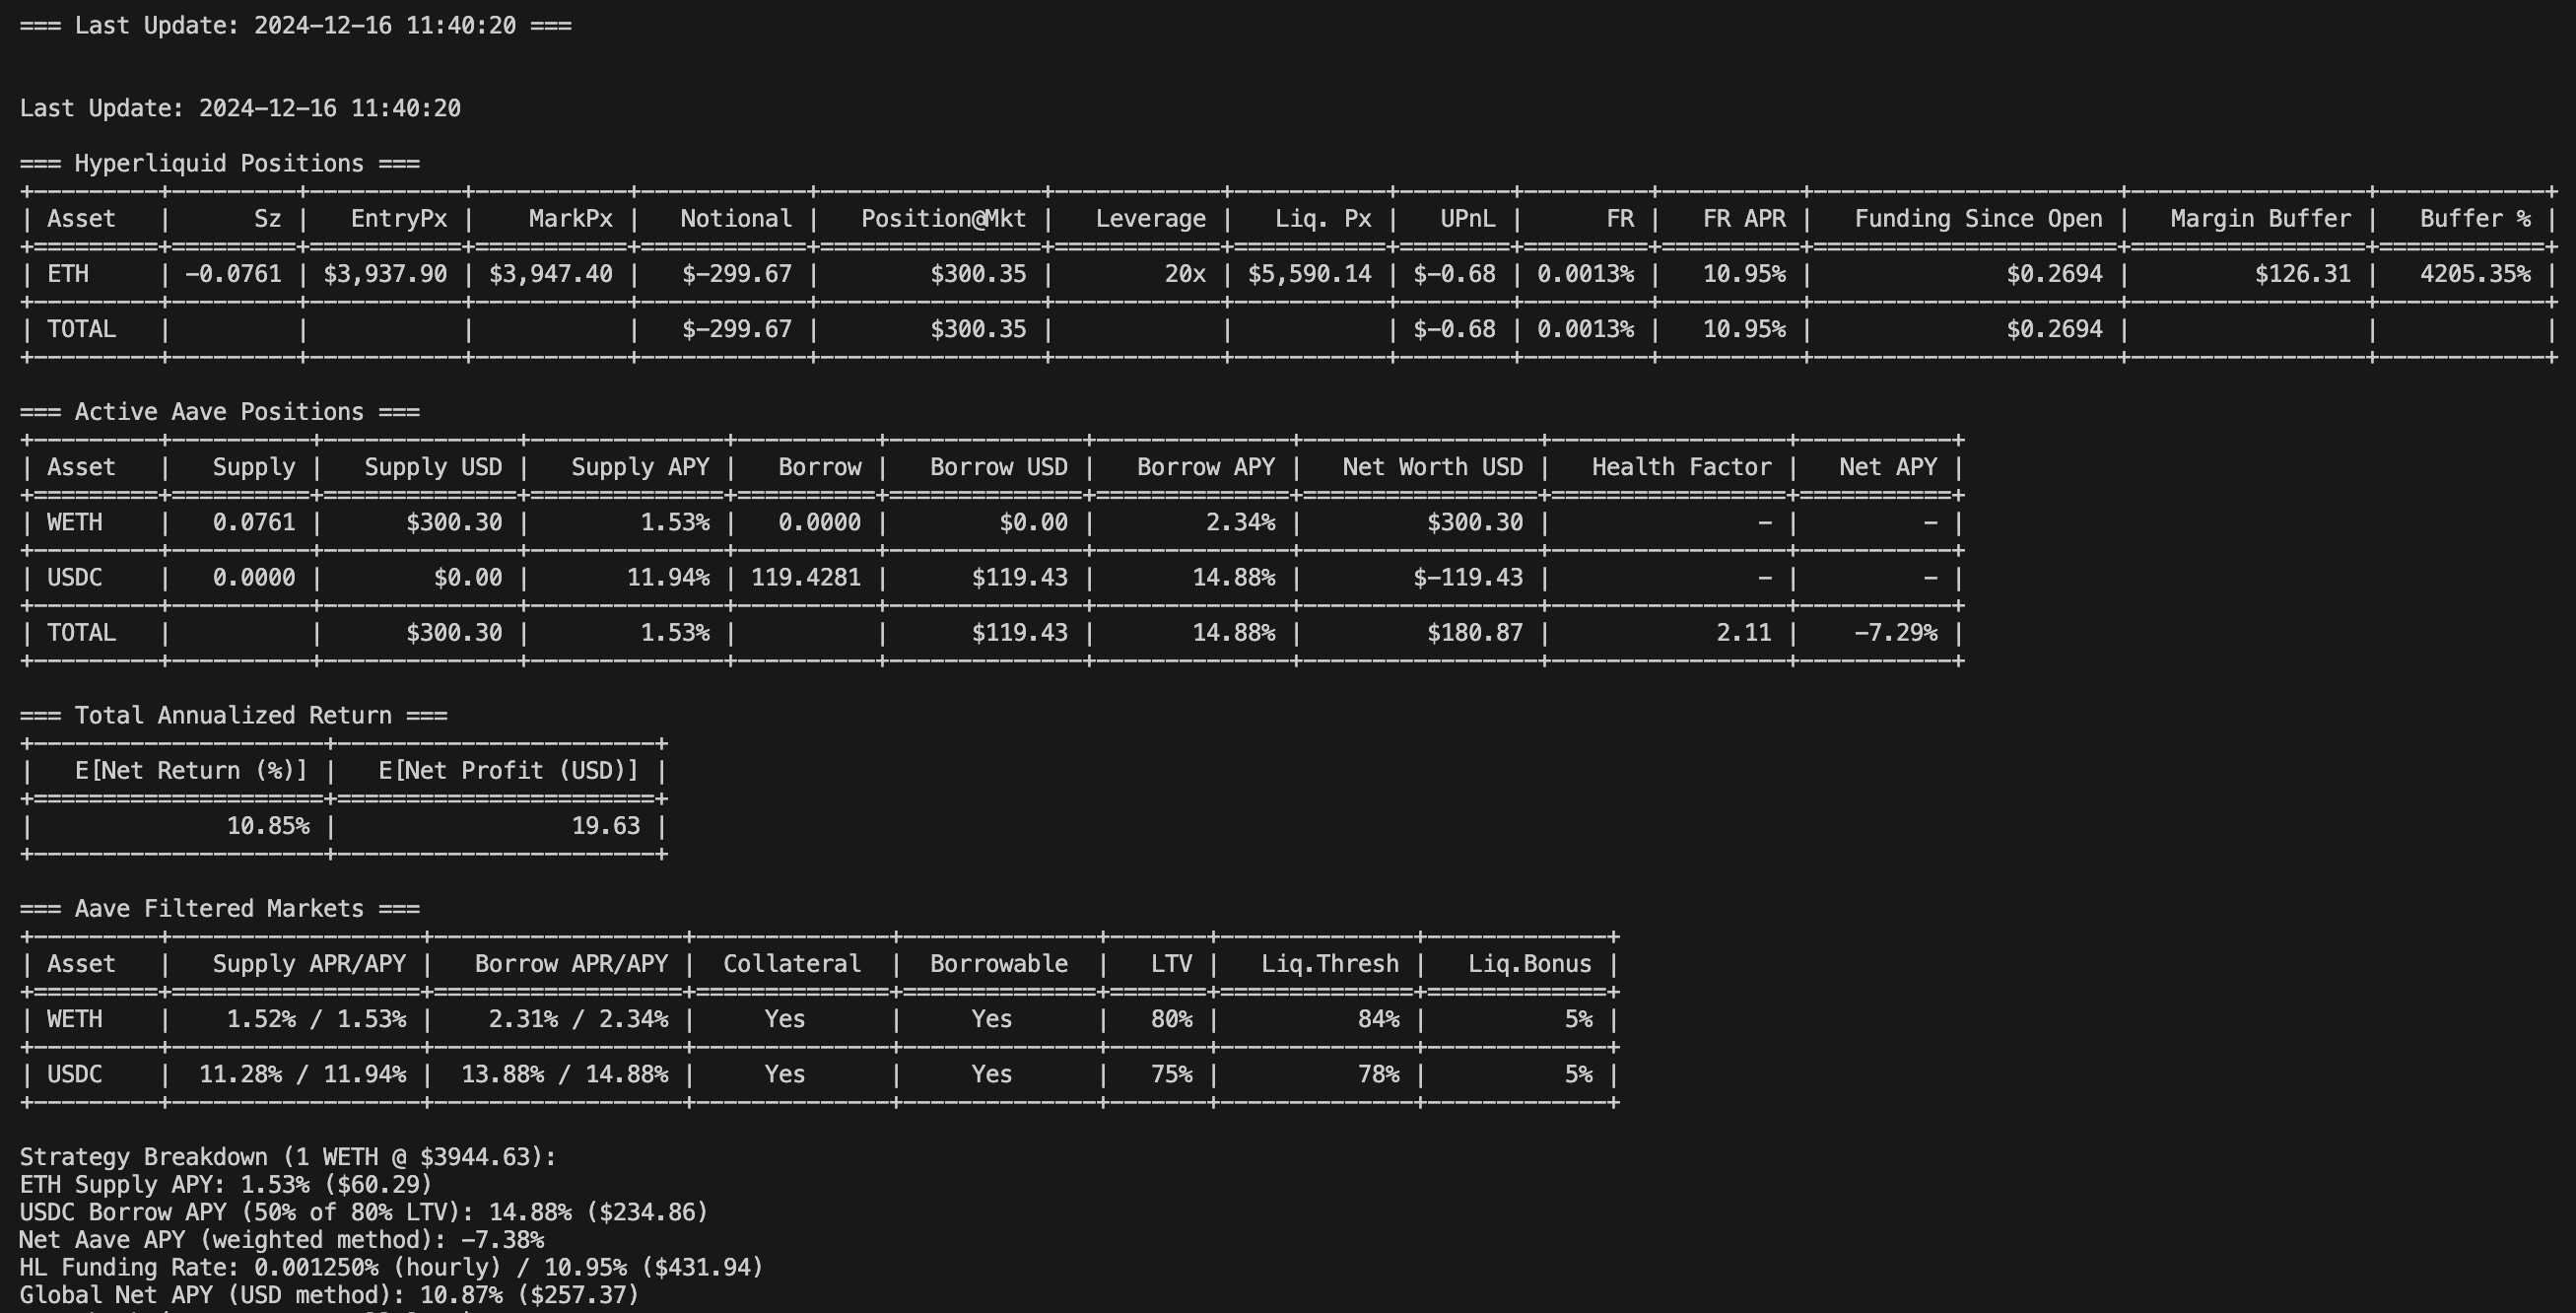 === Last Update: 2024-12-16 11:40:20 ===
Last Update: 2024-12-16 11:40:20
=== Hyperliquid Positions ===
+---------+---------+-----------+-----------+------------+----------------+------------+-----------+--------+---------+----------+----------------------+-----------------+------------+
| Asset   |      Sz |   EntryPx |    MarkPx |   Notional |   Position@Mkt |   Leverage |   Liq. Px |   UPnL |      FR |   FR APR |   Funding Since Open |   Margin Buffer |   Buffer % |
+=========+=========+===========+===========+============+================+============+===========+========+=========+==========+======================+=================+============+
| ETH     | -0.0761 | $3,937.90 | $3,947.40 |   $-299.67 |        $300.35 |        20x | $5,590.14 | $-0.68 | 0.0013% |   10.95% |              $0.2694 |         $126.31 |   4205.35% |
+---------+---------+-----------+-----------+------------+----------------+------------+-----------+--------+---------+----------+----------------------+-----------------+------------+
| TOTAL   |         |           |           |   $-299.67 |        $300.35 |            |           | $-0.68 | 0.0013% |   10.95% |              $0.2694 |                 |            |
+---------+---------+-----------+-----------+------------+----------------+------------+-----------+--------+---------+----------+----------------------+-----------------+------------+
=== Active Aave Positions ===
+---------+----------+--------------+--------------+----------+--------------+--------------+-----------------+-----------------+-----------+
| Asset   |   Supply |   Supply USD |   Supply APY |   Borrow |   Borrow USD |   Borrow APY |   Net Worth USD |   Health Factor |   Net APY |
+=========+==========+==============+==============+==========+==============+==============+=================+=================+===========+
| WETH    |   0.0761 |      $300.30 |        1.53% |   0.0000 |        $0.00 |        2.34% |         $300.30 |               - |         - |
+---------+----------+--------------+--------------+----------+--------------+--------------+-----------------+-----------------+-----------+
| USDC    |   0.0000 |        $0.00 |       11.94% | 119.4281 |      $119.43 |       14.88% |        $-119.43 |               - |         - |
+---------+----------+--------------+--------------+----------+--------------+--------------+-----------------+-----------------+-----------+
| TOTAL   |          |      $300.30 |        1.53% |          |      $119.43 |       14.88% |         $180.87 |            2.11 |    -7.29% |
+---------+----------+--------------+--------------+----------+--------------+--------------+-----------------+-----------------+-----------+
=== Total Annualized Return ===
+---------------------+-----------------------+
|   E[Net Return (%)] |   E[Net Profit (USD)] |
+=====================+=======================+
|              10.85% |                 19.63 |
+---------------------+-----------------------+
=== Aave Filtered Markets ===
+---------+------------------+------------------+--------------+--------------+-------+--------------+-------------+
| Asset   |   Supply APR/APY |   Borrow APR/APY |  Collateral  |  Borrowable  |   LTV |   Liq.Thresh |   Liq.Bonus |
+=========+==================+==================+==============+==============+=======+==============+=============+
| WETH    |    1.52% / 1.53% |    2.31% / 2.34% |     Yes      |     Yes      |   80% |          84% |          5% |
+---------+------------------+------------------+--------------+--------------+-------+--------------+-------------+
| USDC    |  11.28% / 11.94% |  13.88% / 14.88% |     Yes      |     Yes      |   75% |          78% |          5% |
+---------+------------------+------------------+--------------+--------------+-------+--------------+-------------+
Strategy Breakdown (1 WETH @ $3944.63):
ETH Supply APY: 1.53% ($60.29)
USDC Borrow APY (50% of 80% LTV): 14.88% ($234.86)
Net Aave APY (weighted method): -7.38%
HL Funding Rate: 0.001250% (hourly) / 10.95% ($431.94)
Global Net APY (USD method): 10.87% ($257.37)